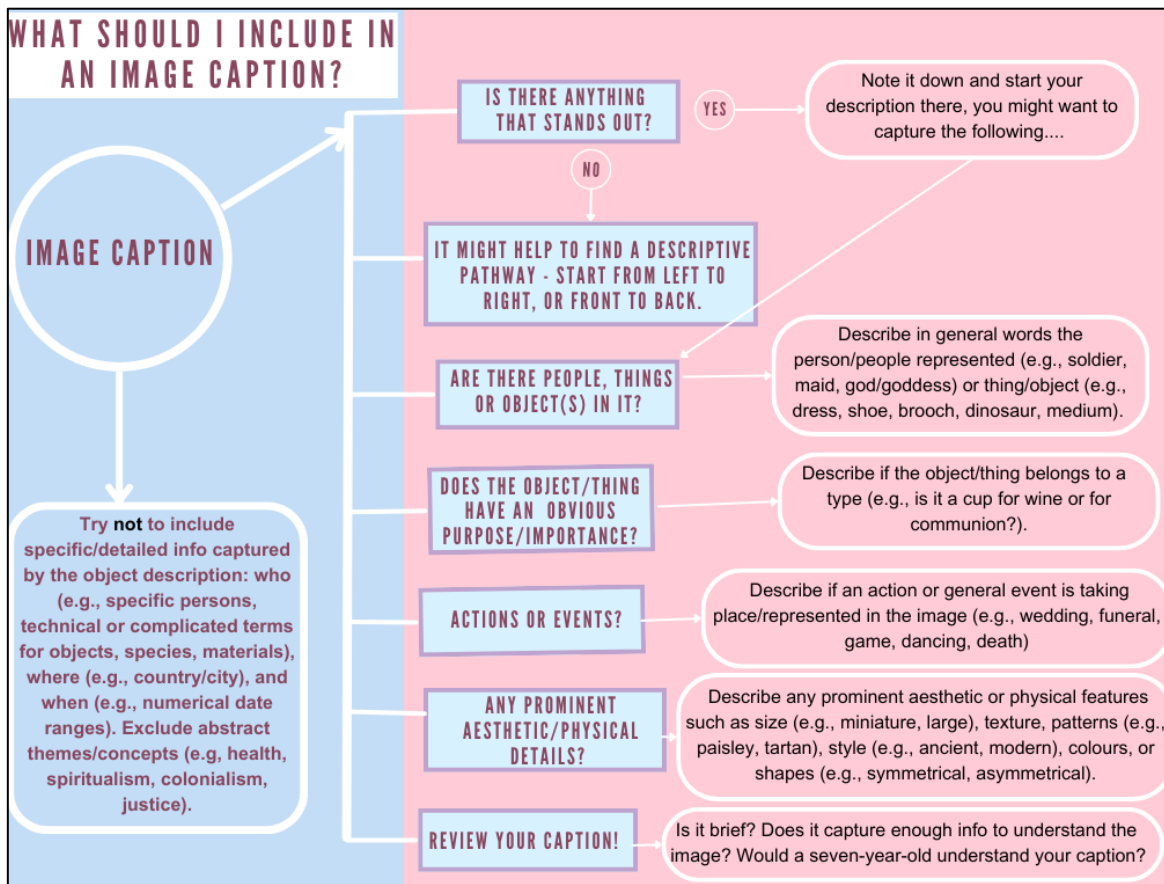 WHAT SHOULD I INCLUDE IN
AN IMAGE CAPTION?
IMAGE CAPTION
Try not to include
specific/detailed info captured
by the object description: who
(e.g., specific persons,
technical or complicated terms
for objects, species, materials),
where (e.g., country/city), and
when (e.g., numerical date
ranges). Exclude abstract
themes/concepts (e.g, health,
spiritualism, colonialism,
justice).
IS THERE ANYTHING
THAT STANDS OUT?
YES
Note it down and start your
description there, you might want to
capture the following....
NO
IT MIGHT HELP TO FIND A DESCRIPTIVE
PATHWAY - START FROM LEFT TO
RIGHT, OR FRONT TO BACK.
ARE THERE PEOPLE, THINGS
OR OBJECT(S) IN IT?
Describe in general words the
person/people represented (e.g., soldier,
maid, god/goddess) or thing/object (e.g.,
dress, shoe, brooch, dinosaur, medium).
DOES THE OBJECT/THING
HAVE AN OBVIOUS
PURPOSE/IMPORTANCE?
Describe if the object/thing belongs to a
type (e.g., is it a cup for wine or for
communion?).
ACTIONS OR EVENTS?
Describe if an action or general event is taking
place/represented in the image (e.g., wedding, funeral,
game, dancing, death)
ANY PROMINENT
AESTHETIC/PHYSICAL
DETAILS?
Describe any prominent aesthetic or physical features
such as size (e.g., miniature, large), texture, patterns (e.g.,
paisley, tartan), style (e.g., ancient, modern), colours, or
shapes (e.g., symmetrical, asymmetrical).
REVIEW YOUR CAPTION!
Is it brief? Does it capture enough info to understand the
image? Would a seven-year-old understand your caption?